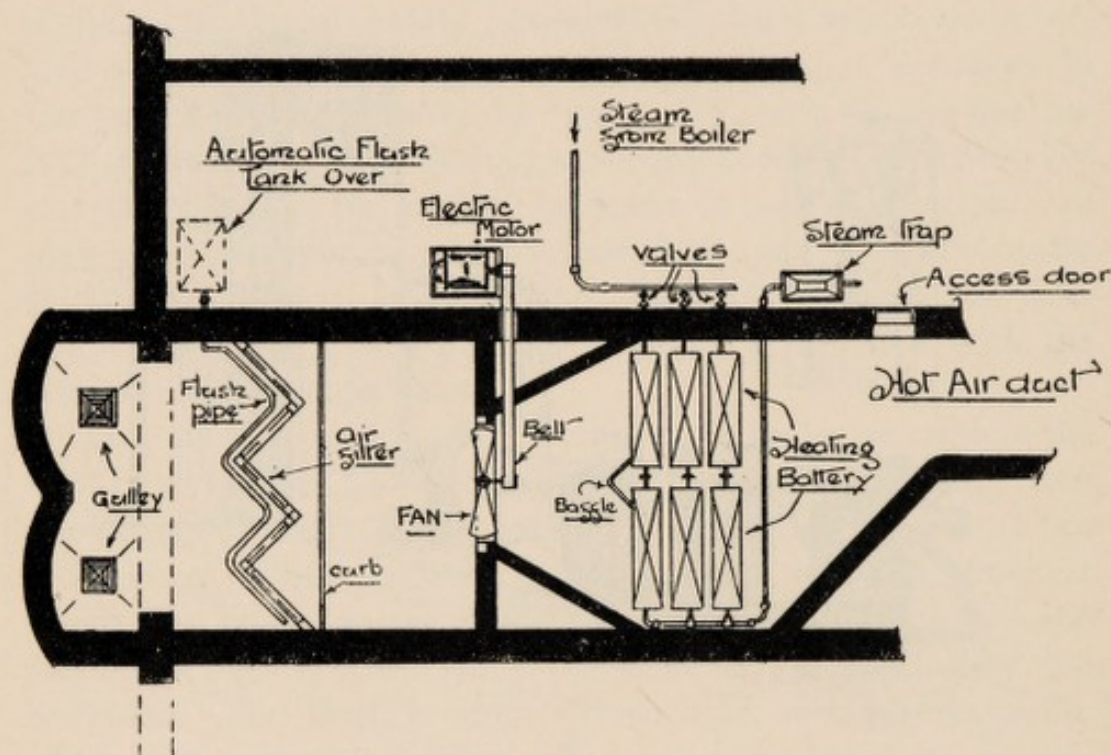 Steam
from Boiler
Automatic Flush
Tank Over
Electric
Motor
Steam Trap
Valves
Access door
Hot Air duct
Flush
pipe
air
filter
Belt
Heating
Battery
Gulley
Baffle
FAN
curb